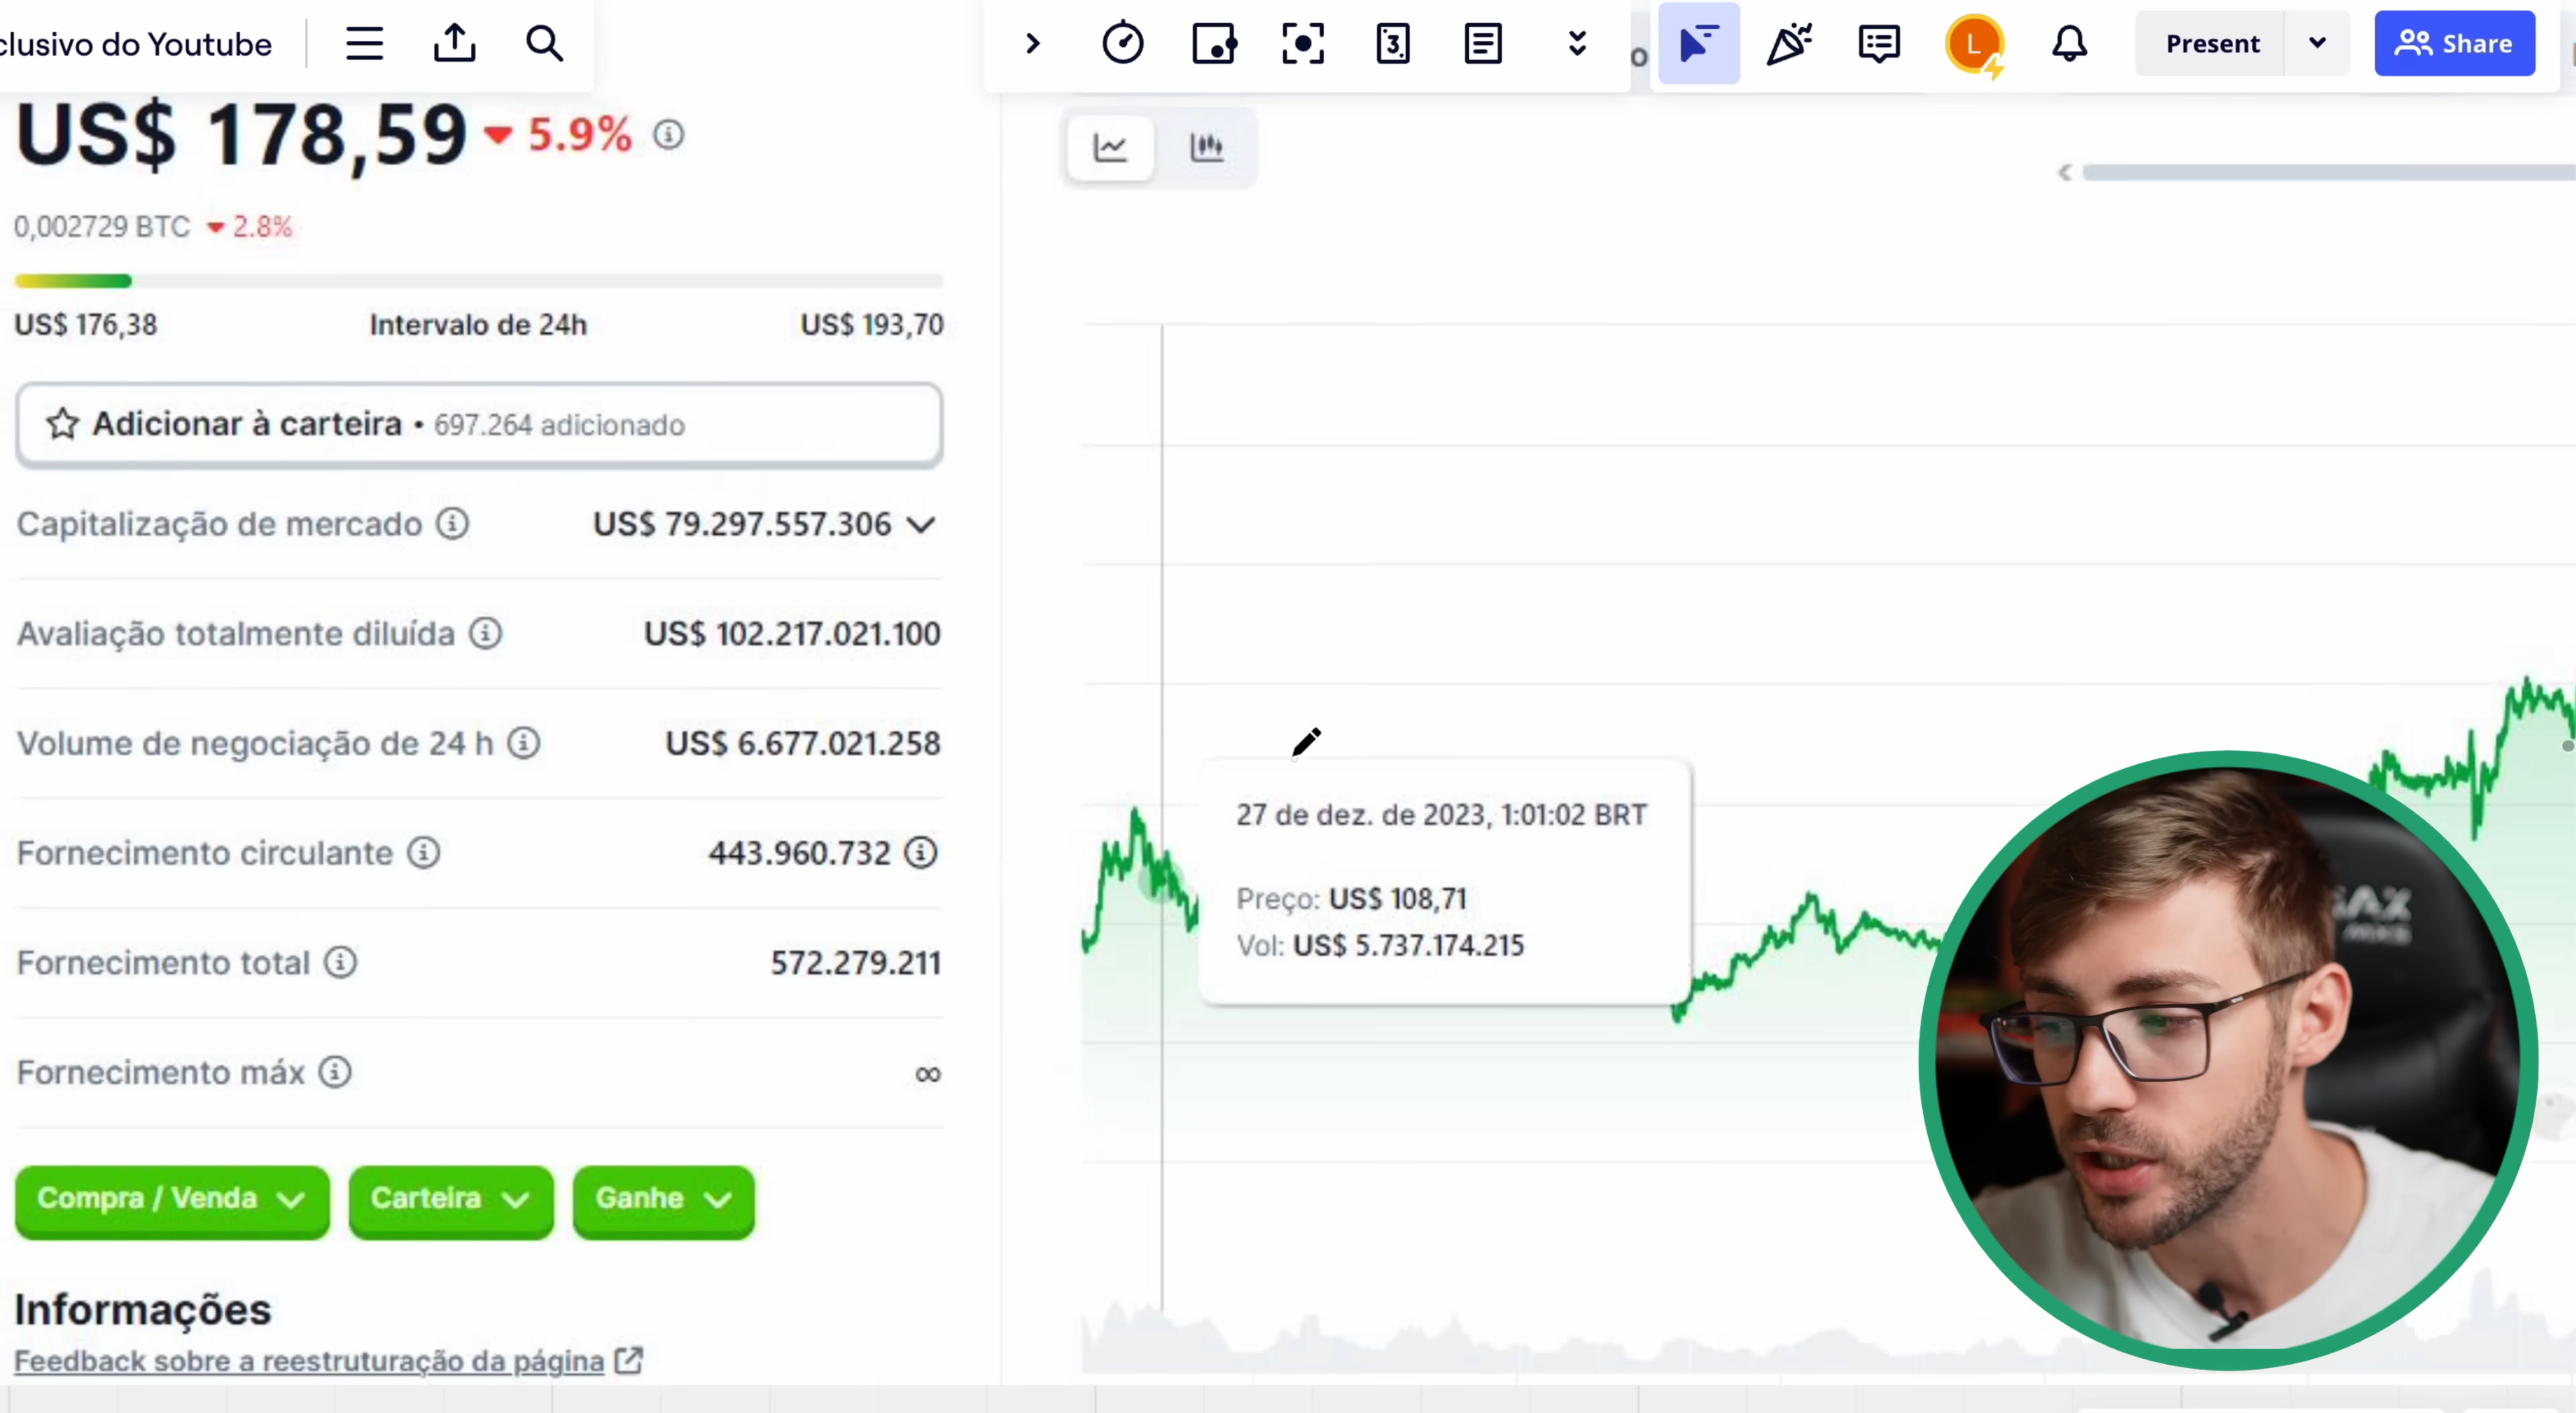 clusivo do Youtube
3
L
Present
Share
US$ 178,59
5.9%
0,002729 BTC
2.8%
US$ 176,38
Intervalo de 24h
US$ 193,70
Adicionar à carteira • 697.264 adicionado
Capitalização de mercado
US$ 79.297.557.306
Avaliação totalmente diluída
US$ 102.217.021.100
Volume de negociação de 24 h
US$ 6.677.021.258
Fornecimento circulante
443.960.732
Fornecimento total
572.279.211
Fornecimento máx
∞
Compra / Venda
Carteira
Ganhe
Informações
Feedback sobre a reestruturação da página
27 de dez. de 2023, 1:01:02 BRT
Preço: US$ 108,71
Vol: US$ 5.737.174.215